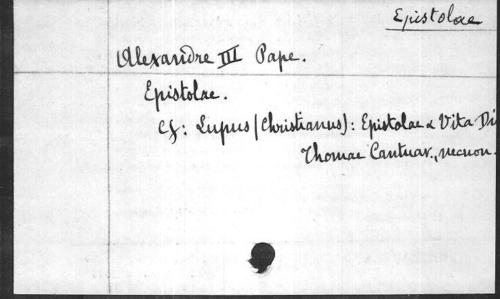 Epistolae
Alexandre III Pape.
Epistolae.
Cf: Lupus (Christianus): Epistolae & Vita Di
Thomae Cantuar., necnon.